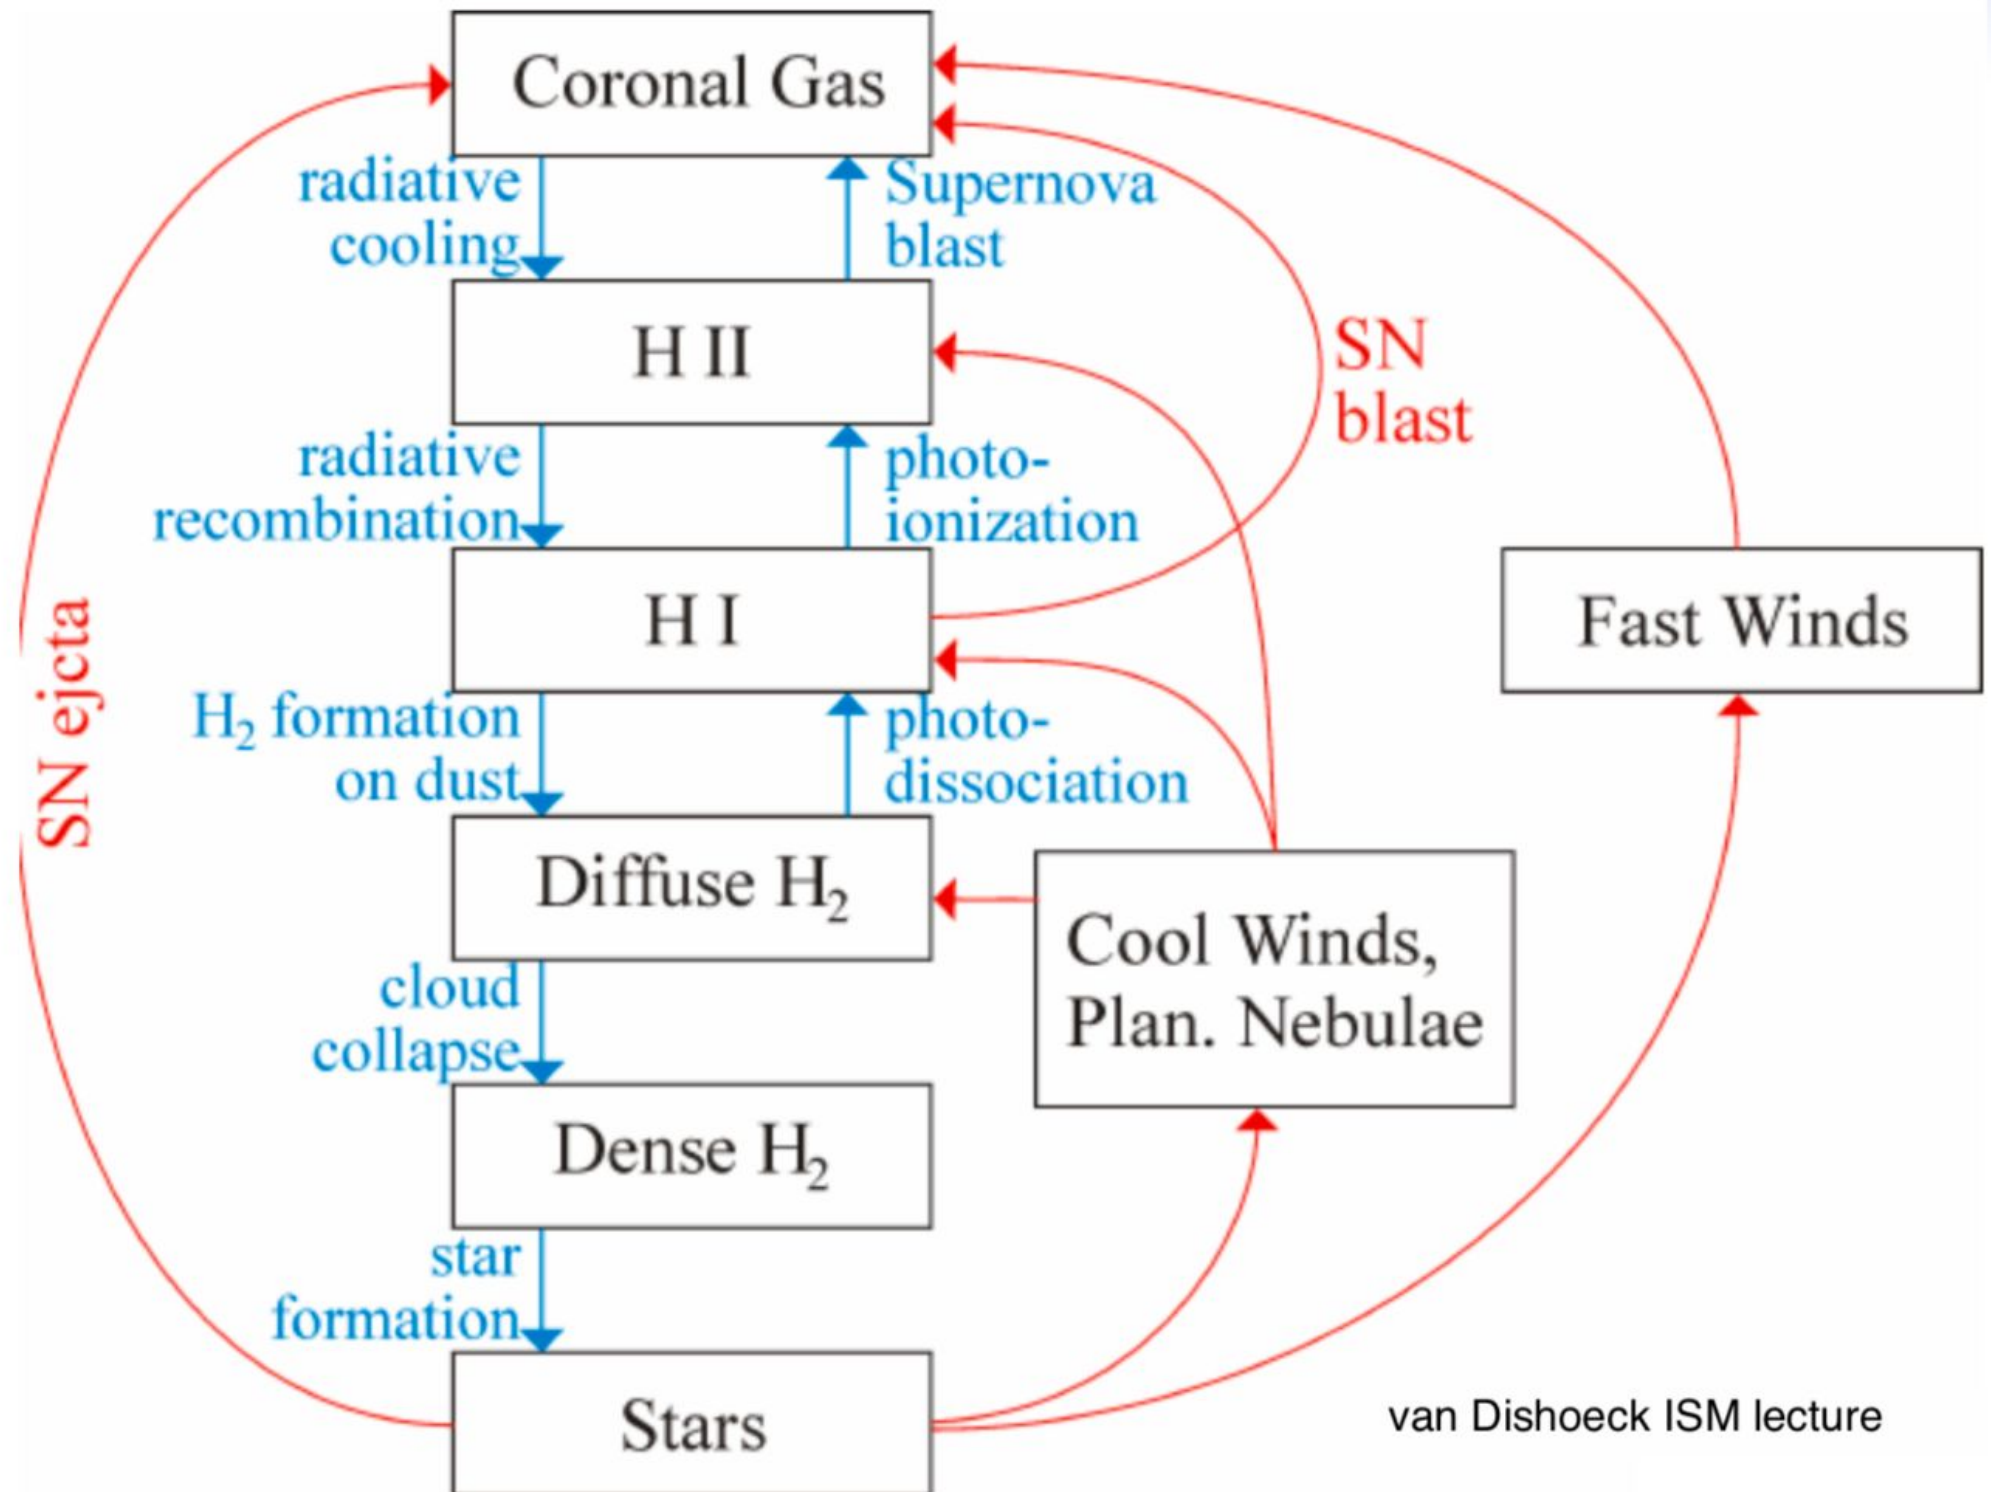 Coronal Gas
radiative
cooling
Supernova
blast
H II
SN
blast
radiative
recombination
photo-
ionization
H I
Fast Winds
SN ejcta
H₂ formation
on dust
photo-
dissociation
Diffuse H₂
Cool Winds,
Plan. Nebulae
cloud
collapse
Dense H₂
star
formation
Stars
van Dishoeck ISM lecture